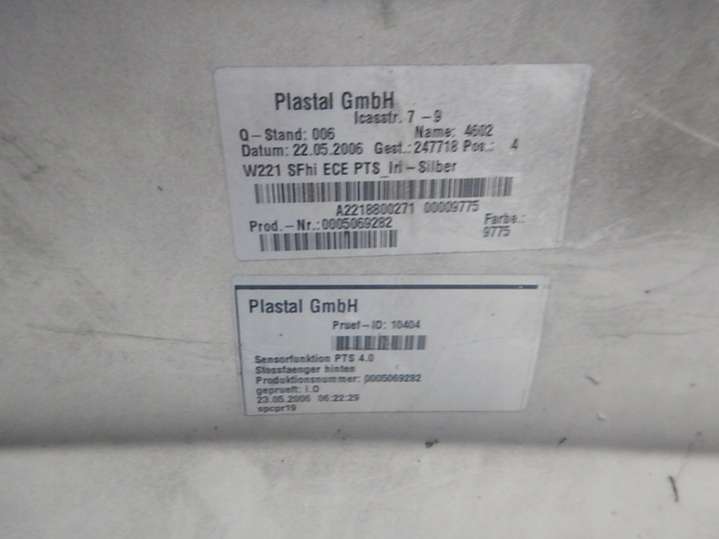 Plastal GmbH
Icasstr. 7-9
Q-Stand: 006 Name: 4602
Datum: 22.05.2006 Gest.: 247718 Pos.: 4
W221 SFhi ECE PTS_Iri-Silber
A2218800271 00009775
Prod.-Nr.:0005069282 Farbe.:
9775
Plastal GmbH
Pruef-ID: 10404
Sensorfunktion PTS 4.0
Stossfaenger hinten
Produktionsnummer: 0005069282
geprueft: I.O
23.05.2006 06:22:29
spcpr19